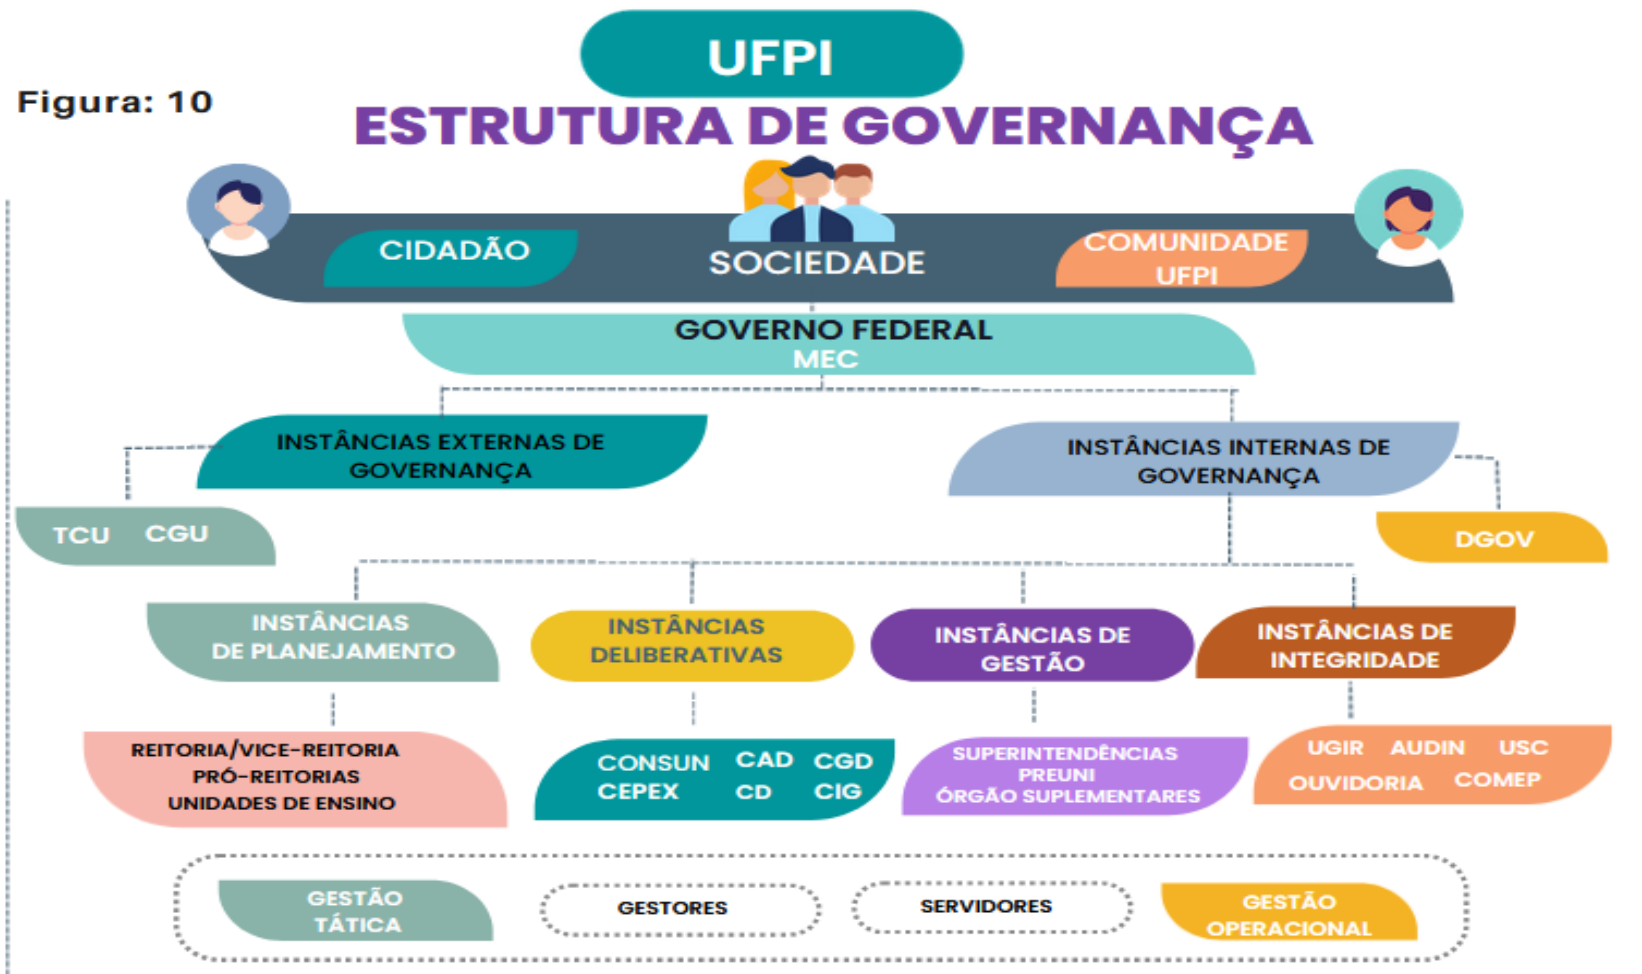 UFPI
Figura: 10
ESTRUTURA DE GOVERNANÇA
CIDADÃO
SOCIEDADE
COMUNIDADE
UFPI
GOVERNO FEDERAL
MEC
INSTÂNCIAS EXTERNAS DE
GOVERNANÇA
INSTÂNCIAS INTERNAS DE
GOVERNANÇA
TCU CGU
DGOV
INSTÂNCIAS
DE PLANEJAMENTO
INSTÂNCIAS
DELIBERATIVAS
INSTÂNCIAS DE
GESTÃO
INSTÂNCIAS DE
INTEGRIDADE
REITORIA/VICE-REITORIA
PRÓ-REITORIAS
UNIDADES DE ENSINO
CONSUN CAD CGD
CEPEX CD CIG
SUPERINTENDÊNCIAS
PREUNI
ÓRGÃO SUPLEMENTARES
UGIR AUDIN USC
OUVIDORIA COMEP
GESTÃO
TÁTICA
GESTORES
SERVIDORES
GESTÃO
OPERACIONAL